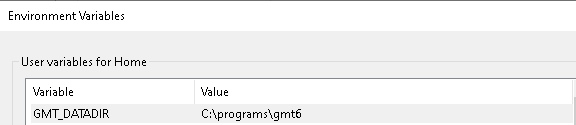 Environment Variables
User variables for Home
Variable Value
GMT_DATADIR C:\programs\gmt6